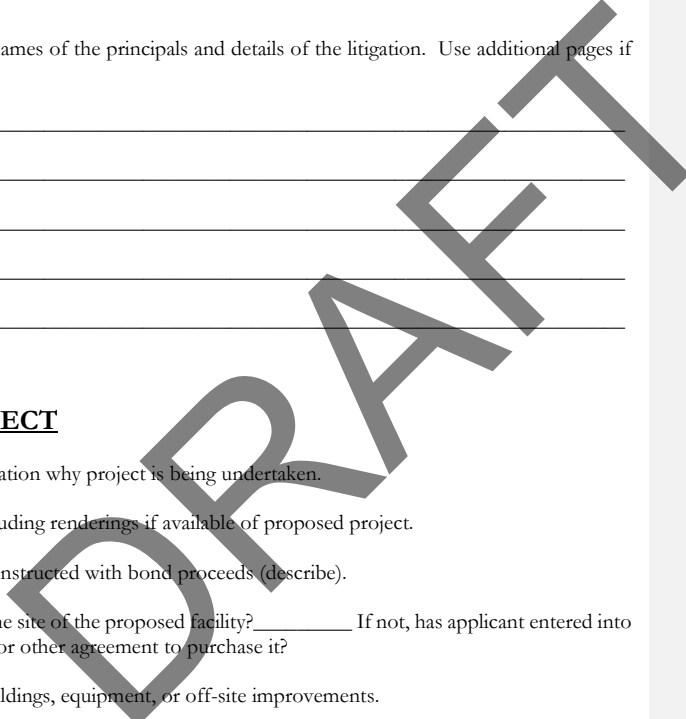 ames of the principals and details of the litigation. Use additional pages if
ECT
ation why project is being undertaken.
uding renderings if available of proposed project.
nstructed with bond proceeds (describe).
e site of the proposed facility?_________ If not, has applicant entered into
or other agreement to purchase it?
ldings, equipment, or off-site improvements.
DRAFT